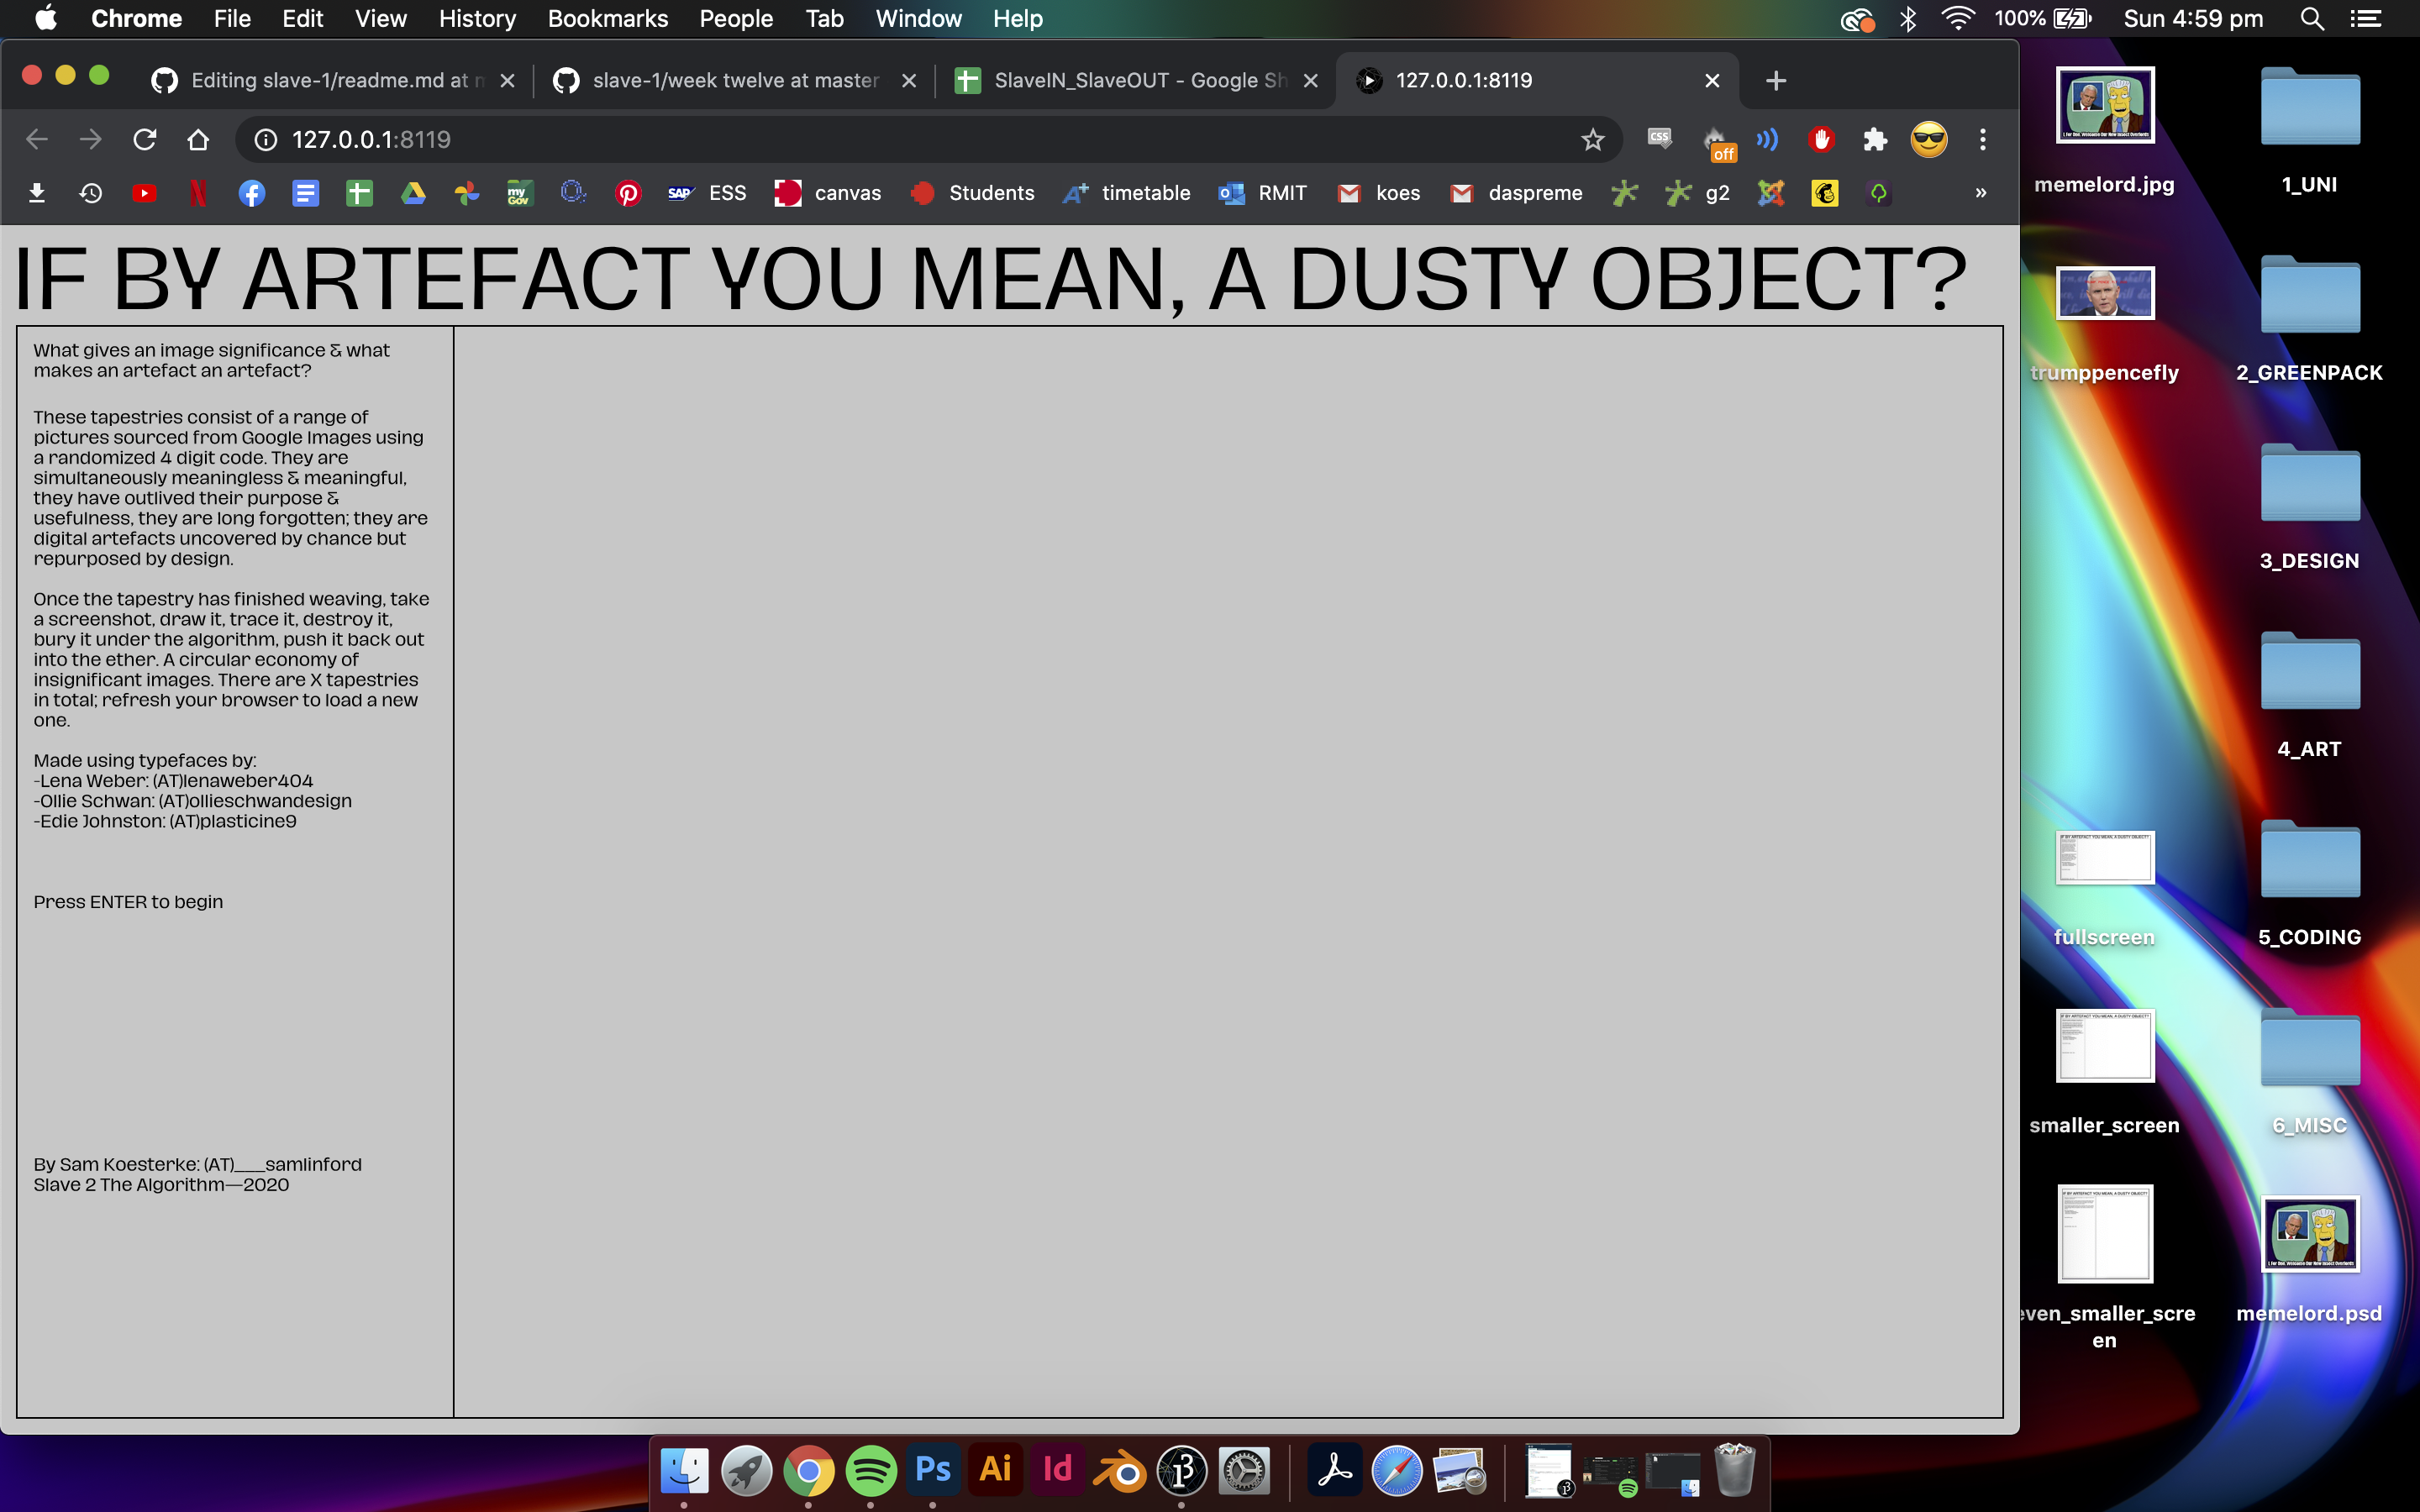 Chrome File Edit View History Bookmarks People Tab Window Help
100% Sun 4:59 pm
Editing slave-1/readme.md at m
slave-1/week twelve at master
SlaveIN_SlaveOUT - Google Sh
127.0.0.1:8119
127.0.0.1:8119
CSS
off
my Gov
SAP ESS
canvas
Students
A+ timetable
RMIT
koes
daspreme
g2
»
IF BY ARTEFACT YOU MEAN, A DUSTY OBJECT?
What gives an image significance & what
makes an artefact an artefact?
These tapestries consist of a range of
pictures sourced from Google Images using
a randomized 4 digit code. They are
simultaneously meaningless & meaningful,
they have outlived their purpose &
usefulness, they are long forgotten; they are
digital artefacts uncovered by chance but
repurposed by design.
Once the tapestry has finished weaving, take
a screenshot, draw it, trace it, destroy it,
bury it under the algorithm, push it back out
into the ether. A circular economy of
insignificant images. There are X tapestries
in total; refresh your browser to load a new
one.
Made using typefaces by:
-Lena Weber: (AT)lenaweber404
-Ollie Schwan: (AT)ollieschwandesign
-Edie Johnston: (AT)plasticine9
Press ENTER to begin
By Sam Koesterke: (AT)___samlinford
Slave 2 The Algorithm—2020
memelord.jpg
1_UNI
trumppencefly
2_GREENPACK
3_DESIGN
4_ART
fullscreen
5_CODING
smaller_screen
6_MISC
even_smaller_scre
en
memelord.psd
Ps
Ai
Id